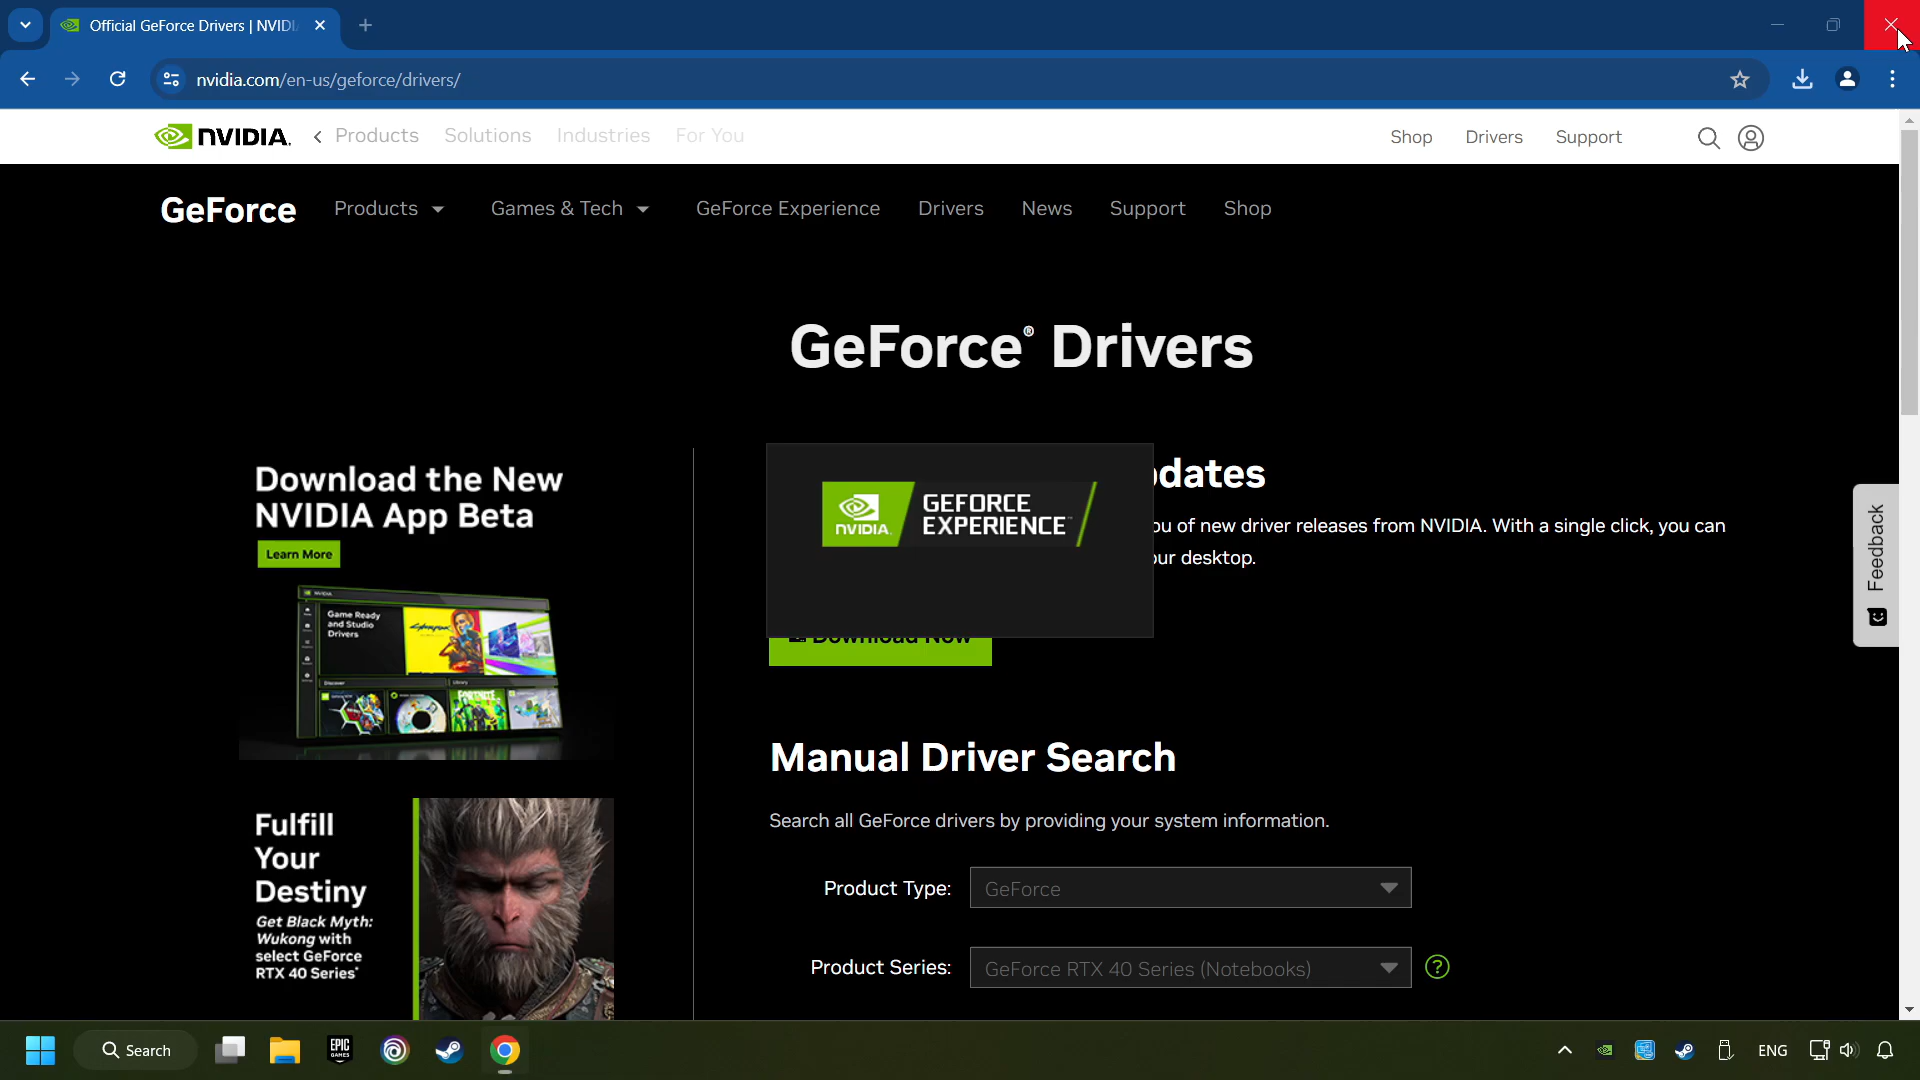 Official GeForce Drivers | NVIDI
nvidia.com/en-us/geforce/drivers/
NVIDIA.
Products
Solutions
Industries
For You
Shop
Drivers
Support
GeForce
Products
Games & Tech
GeForce Experience
Drivers
News
Support
Shop
GeForce® Drivers
Download the New
NVIDIA App Beta
Learn More
NVIDIA
Game Ready
and Studio
Drivers
Discover
Library
FORTNITE
Fulfill
Your
Destiny
Get Black Myth:
Wukong with
select GeForce
RTX 40 Series*
NVIDIA.
GEFORCE
EXPERIENCE™
pdates
ou of new driver releases from NVIDIA. With a single click, you can
our desktop.
Download Now
Manual Driver Search
Search all GeForce drivers by providing your system information.
Product Type:
GeForce
Product Series:
GeForce RTX 40 Series (Notebooks)
?
Feedback
Search
EPIC
GAMES
ENG